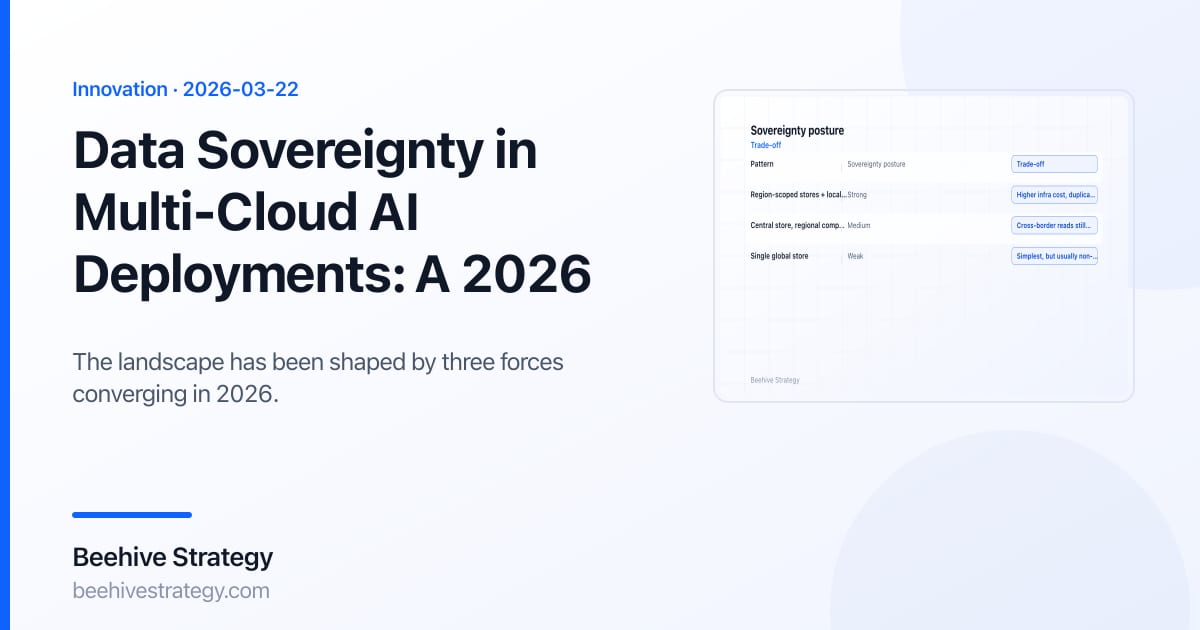 Innovation · 2026-03-22
Data Sovereignty in
Multi-Cloud AI
Deployments: A 2026
The landscape has been shaped by three forces
converging in 2026.
Beehive Strategy
beehivestrategy.com
Sovereignty posture
Trade-off
Pattern Sovereignty posture Trade-off
Region-scoped stores + local... Strong Higher infra cost, duplica...
Central store, regional comp... Medium Cross-border reads still...
Single global store Weak Simplest, but usually non-...
Beehive Strategy